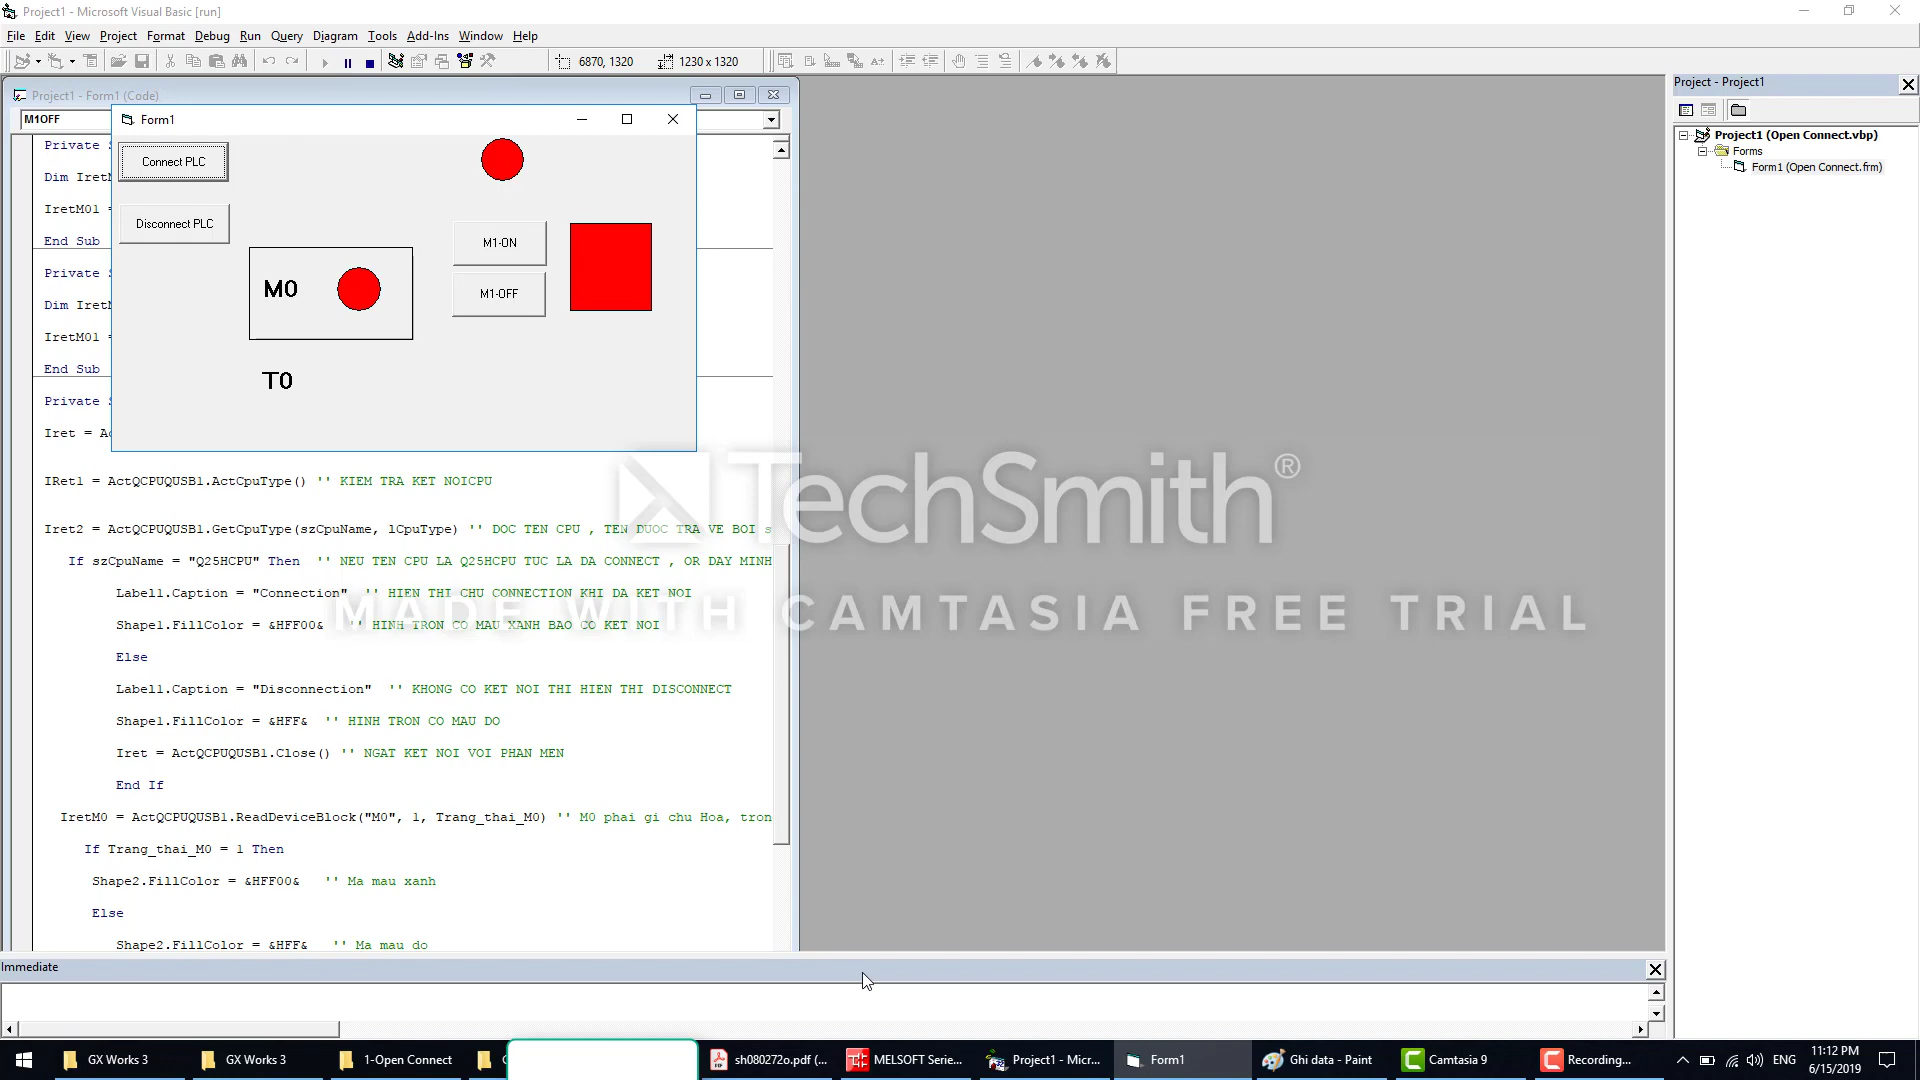 Project1 - Microsoft Visual Basic [run]
File Edit View Project Format Debug Run Query Diagram Tools Add-Ins Window Help
6870, 1320 1230 x 1320
Project1 - Form1 (Code)
M1OFF
Form1
Connect PLC
Disconnect PLC
M0
T0
M1-ON
M1-OFF
Private
Dim Iret
IretM01 =
End Sub
Private
Dim Iret
IretM01 =
End Sub
Private
Iret =
IRet1 = ActQCPUQUSB1.ActCpuType() '' KIEM TRA KET NOICPU
Iret2 = ActQCPUQUSB1.GetCpuType(szCpuName, lCpuType) '' DOC TEN CPU , TEN DUOC TRA VE BOI s
If szCpuName = "Q25HCPU" Then '' NEU TEN CPU LA Q25HCPU TUC LA DA CONNECT , OR DAY MINH
Label1.Caption = "Connection" '' HIEN THI CHU CONNECTION KHI DA KET NOI
Shape1.FillColor = &HFF00& '' HINH TRON CO MAU XANH BAO CO KET NOI
Else
Label1.Caption = "Disconnection" '' KHONG CO KET NOI THI HIEN THI DISCONNECT
Shape1.FillColor = &HFF& '' HINH TRON CO MAU DO
Iret = ActQCPUQUSB1.Close() '' NGAT KET NOI VOI PHAN MEN
End If
IretM0 = ActQCPUQUSB1.ReadDeviceBlock("M0", 1, Trang_thai_M0) '' M0 phai gi chu Hoa, tron
If Trang_thai_M0 = 1 Then
Shape2.FillColor = &HFF00& '' Ma mau xanh
Else
Shape2.FillColor = &HFF& '' Ma mau do
TechSmith®
MADE WITH CAMTASIA FREE TRIAL
Project - Project1
Project1 (Open Connect.vbp)
Forms
Form1 (Open Connect.frm)
Immediate
GX Works 3
GX Works 3
1-Open Connect
sh080272o.pdf (...
MELSOFT Serie...
Project1 - Micr...
Form1
Ghi data - Paint
Camtasia 9
Recording...
ENG
11:12 PM
6/15/2019